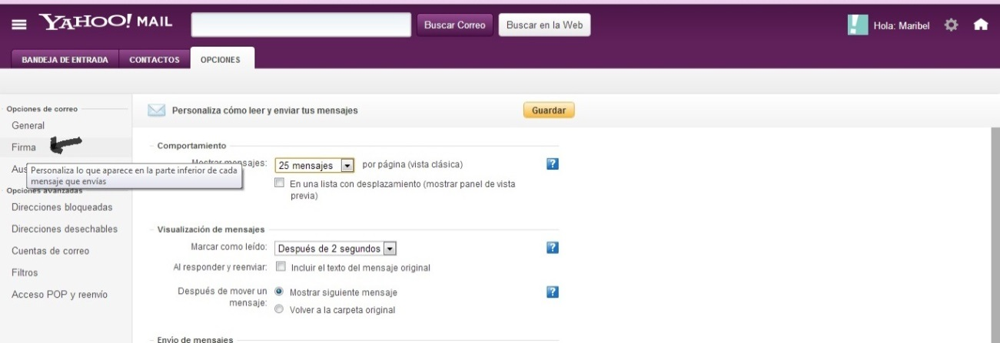 YAHOO! MAIL
Buscar Correo
Buscar en la Web
Hola: Maribel
BANDEJA DE ENTRADA
CONTACTOS
OPCIONES
Opciones de correo
General
Firma
Aus
Personaliza lo que aparece en la parte inferior de cada
mensaje que envías
Opciones avanzadas
Direcciones bloqueadas
Direcciones desechables
Cuentas de correo
Filtros
Acceso POP y reenvío
Personaliza cómo leer y enviar tus mensajes
Guardar
Comportamiento
Mostrar mensajes: 25 mensajes por página (vista clásica) ?
En una lista con desplazamiento (mostrar panel de vista
previa)
Visualización de mensajes
Marcar como leído: Después de 2 segundos ?
Al responder y reenviar: Incluir el texto del mensaje original
Después de mover un
mensaje:
Mostrar siguiente mensaje ?
Volver a la carpeta original
Envío de mensajes